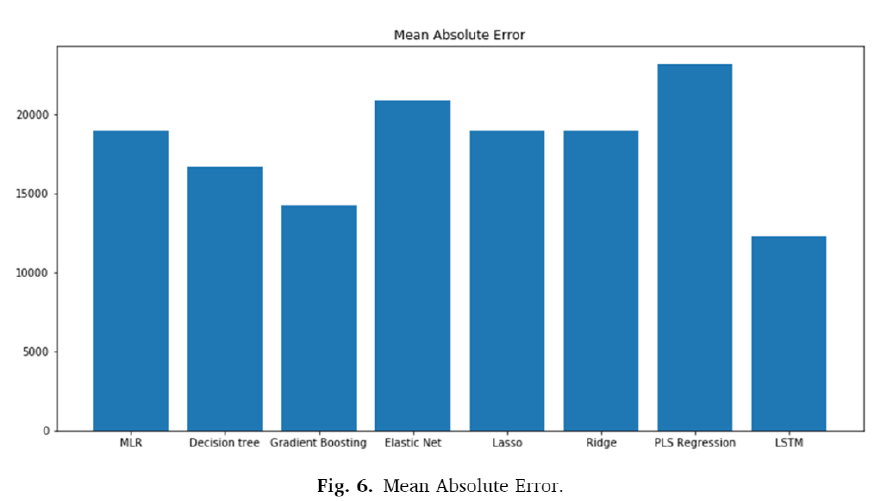 Mean Absolute Error
20000
15000
10000
5000
0
MLR Decision tree Gradient Boosting Elastic Net Lasso Ridge PLS Regression LSTM
Fig. 6. Mean Absolute Error.